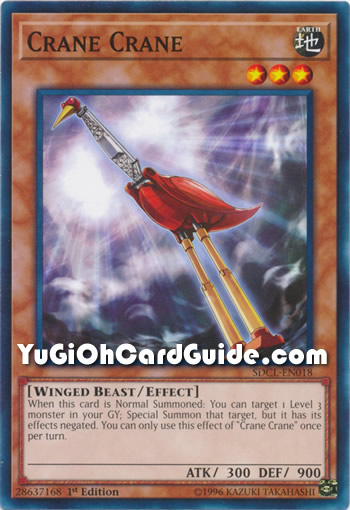 CRANE CRANE
EARTH
地
YuGiOhCardGuide.com
SDCL-EN018
[WINGED BEAST/EFFECT]
When this card is Normal Summoned: You can target 1 Level 3
monster in your GY; Special Summon that target, but it has its
effects negated. You can only use this effect of "Crane Crane" once
per turn.
ATK/ 300 DEF/ 900
28637168 1st Edition ©1996 KAZUKI TAKAHASHI